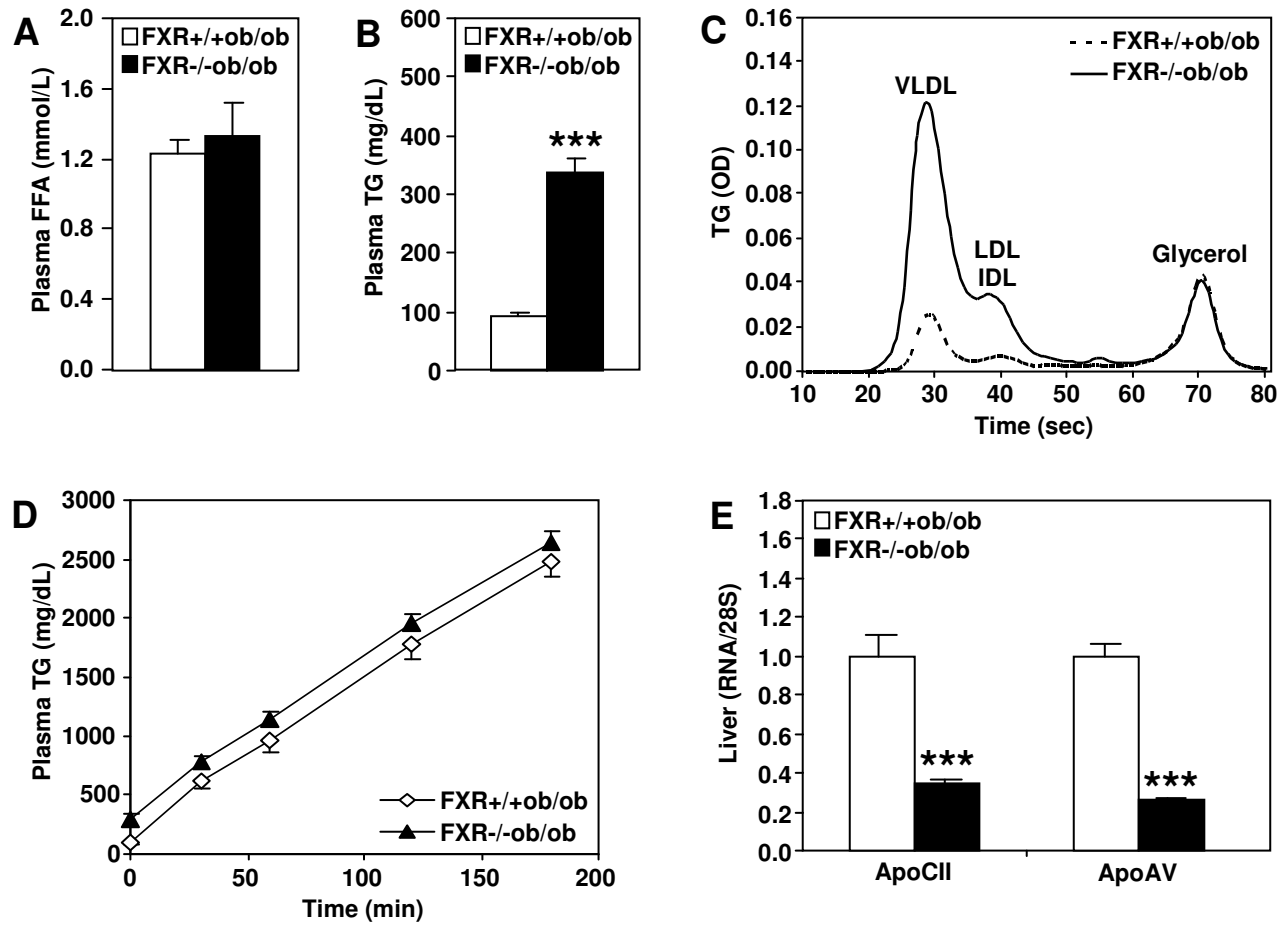 A
Plasma FFA (mmol/L)
2.0
1.6
1.2
0.8
0.4
0.0
FXR+/+ob/ob
FXR-/-ob/ob
B
Plasma TG (mg/dL)
600
500
400
300
200
100
0
FXR+/+ob/ob
FXR-/-ob/ob
***
C
TG (OD)
0.16
0.14
0.12
0.10
0.08
0.06
0.04
0.02
0.00
FXR+/+ob/ob
FXR-/-ob/ob
VLDL
LDL
IDL
Glycerol
10 20 30 40 50 60 70 80
Time (sec)
D
Plasma TG (mg/dL)
3000
2500
2000
1500
1000
500
0
FXR+/+ob/ob
FXR-/-ob/ob
0 50 100 150 200
Time (min)
E
Liver (RNA/28S)
1.8
1.6
1.4
1.2
1.0
0.8
0.6
0.4
0.2
0.0
FXR+/+ob/ob
FXR-/-ob/ob
***
***
ApoCII ApoAV